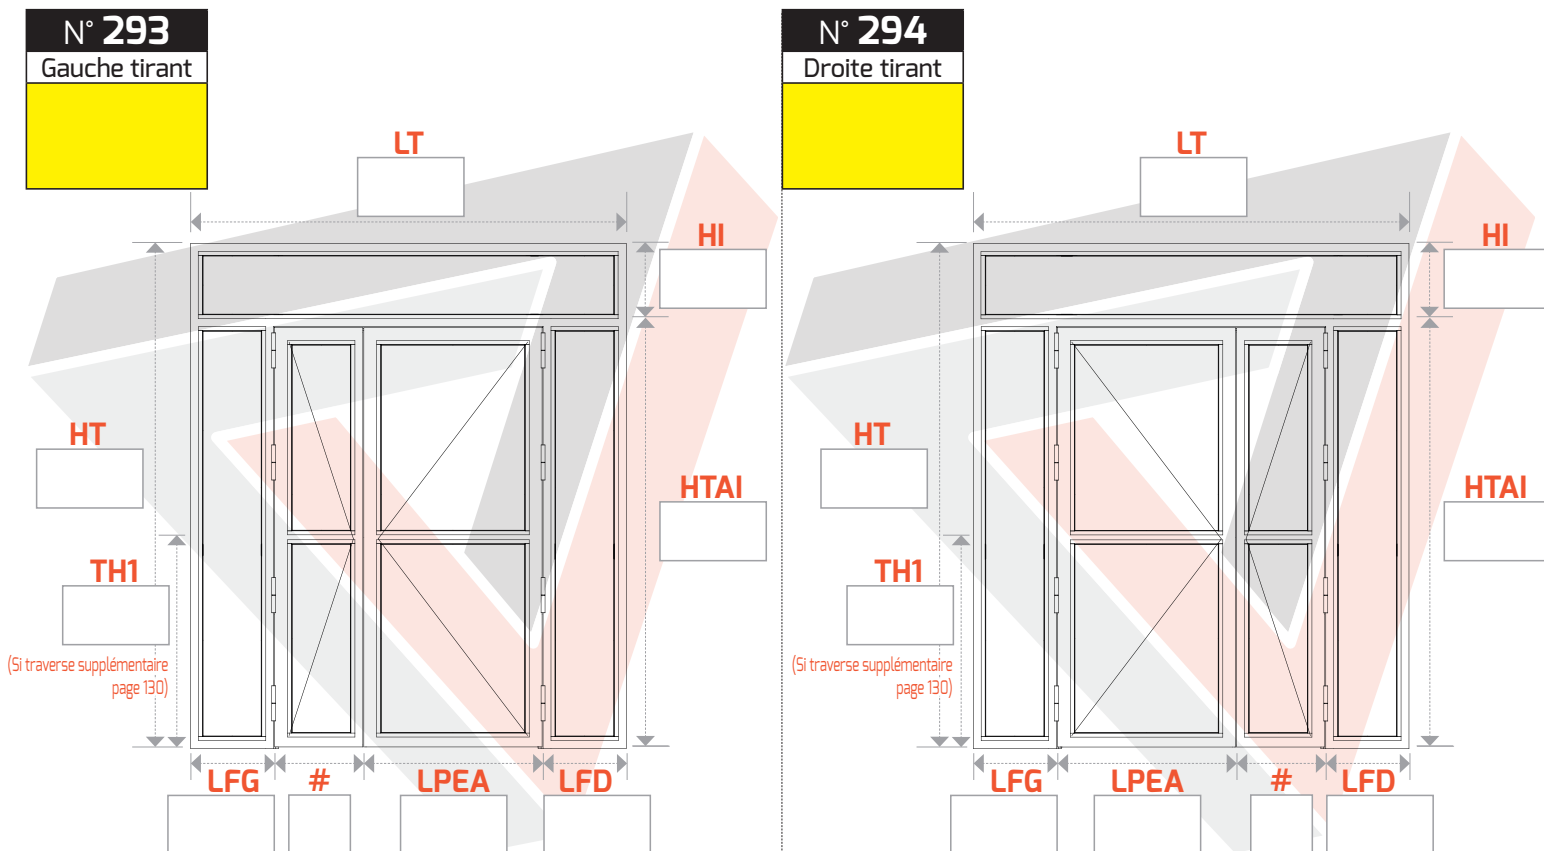 N° 293
Gauche tirant
LT
HI
HT
HTAI
TH1
(Si traverse supplémentaire
page 130)
LFG # LPEA LFD
N° 294
Droite tirant
LT
HI
HT
HTAI
TH1
(Si traverse supplémentaire
page 130)
LFG LPEA # LFD